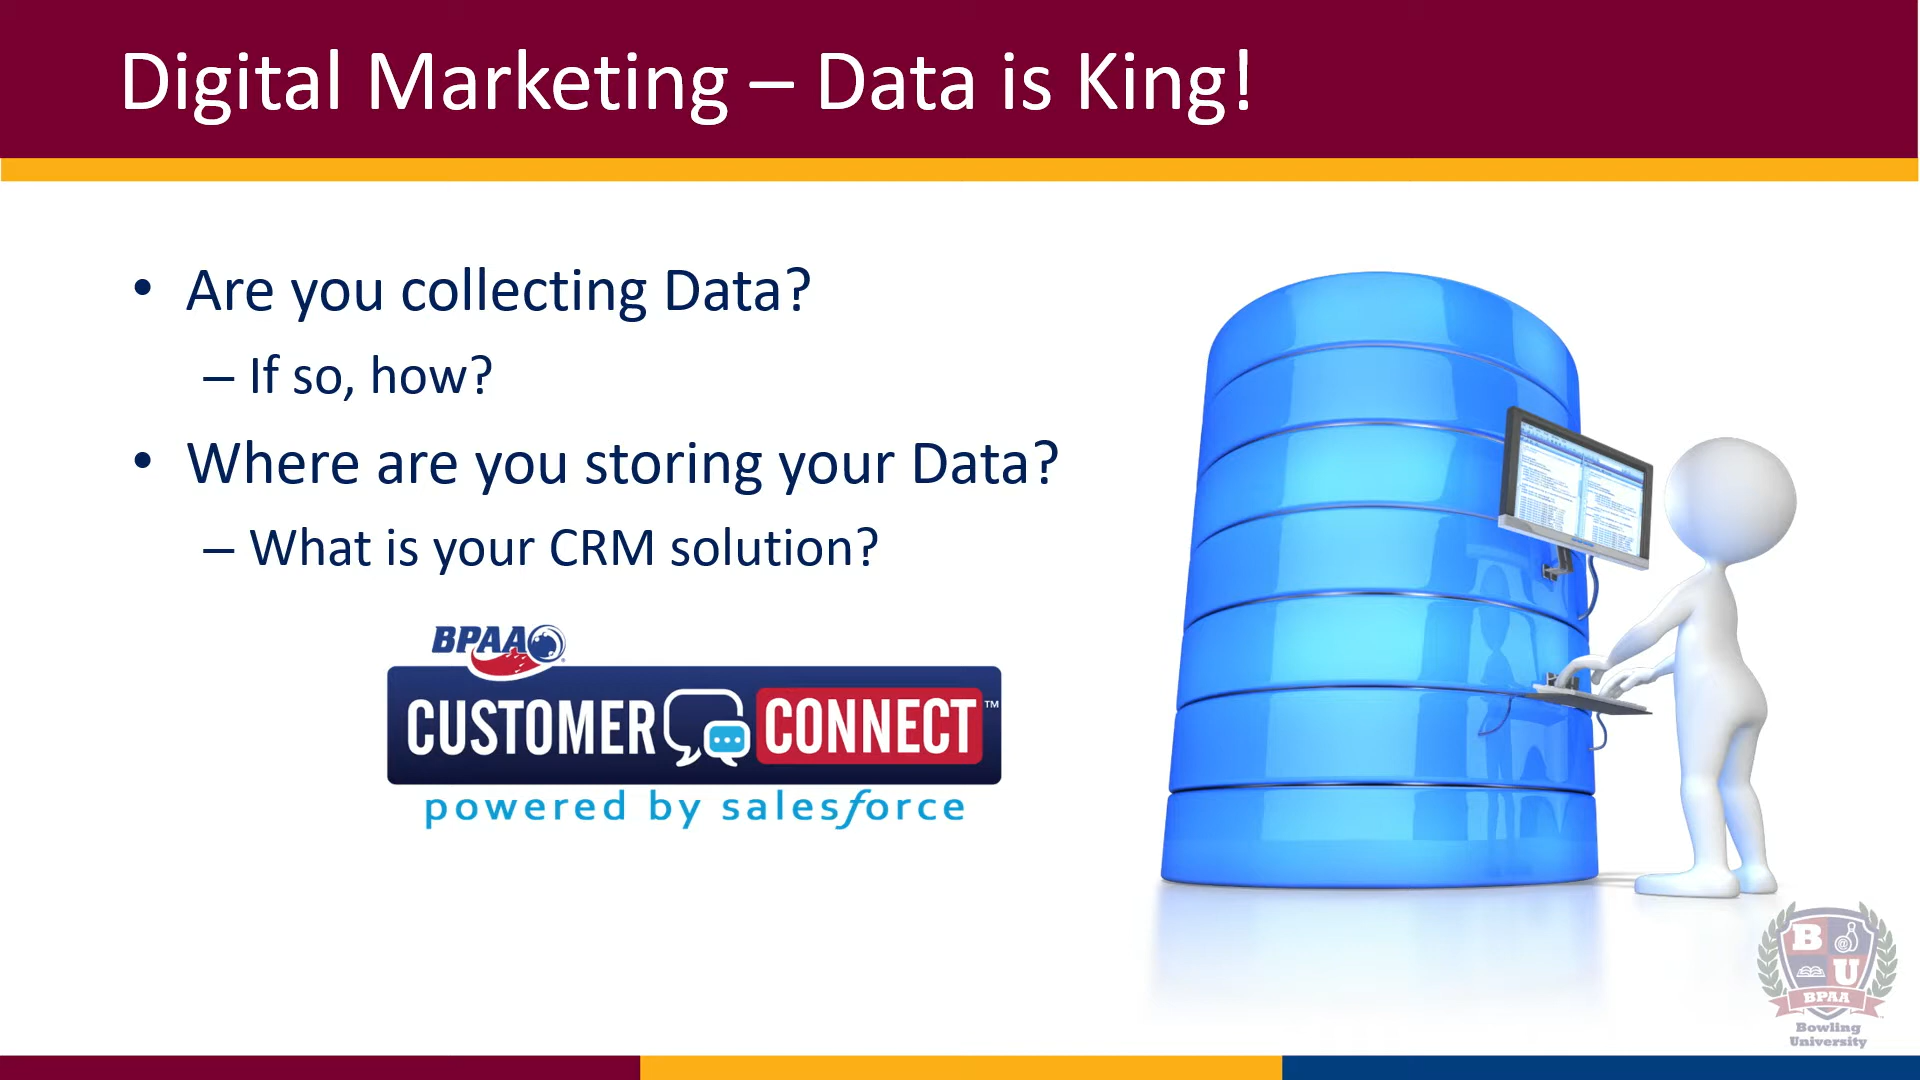 Digital Marketing – Data is King!
• Are you collecting Data?
– If so, how?
• Where are you storing your Data?
– What is your CRM solution?
BPAA
CUSTOMER CONNECT™
powered by salesforce
B
U
BPAA
Bowling
University